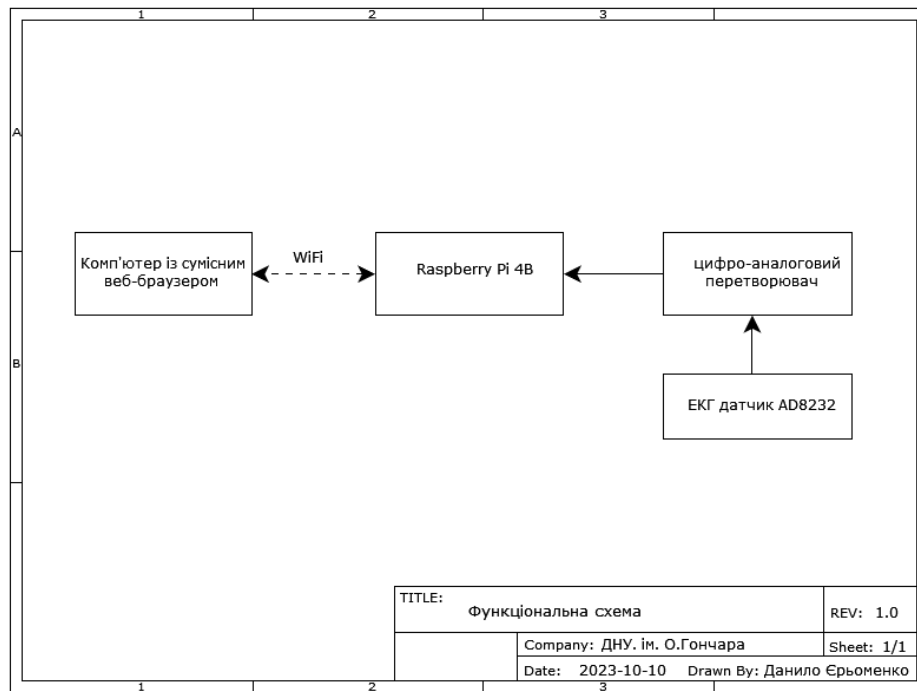 1 2 3
A
B
Комп'ютер із сумісним
веб-браузером
WiFi
Raspberry Pi 4B
цифро-аналоговий
перетворювач
ЕКГ датчик AD8232
TITLE:
Функціональна схема
REV: 1.0
Company: ДНУ. ім. О.Гончара
Sheet: 1/1
Date: 2023-10-10 Drawn By: Данило Єрьоменко
1 2 3